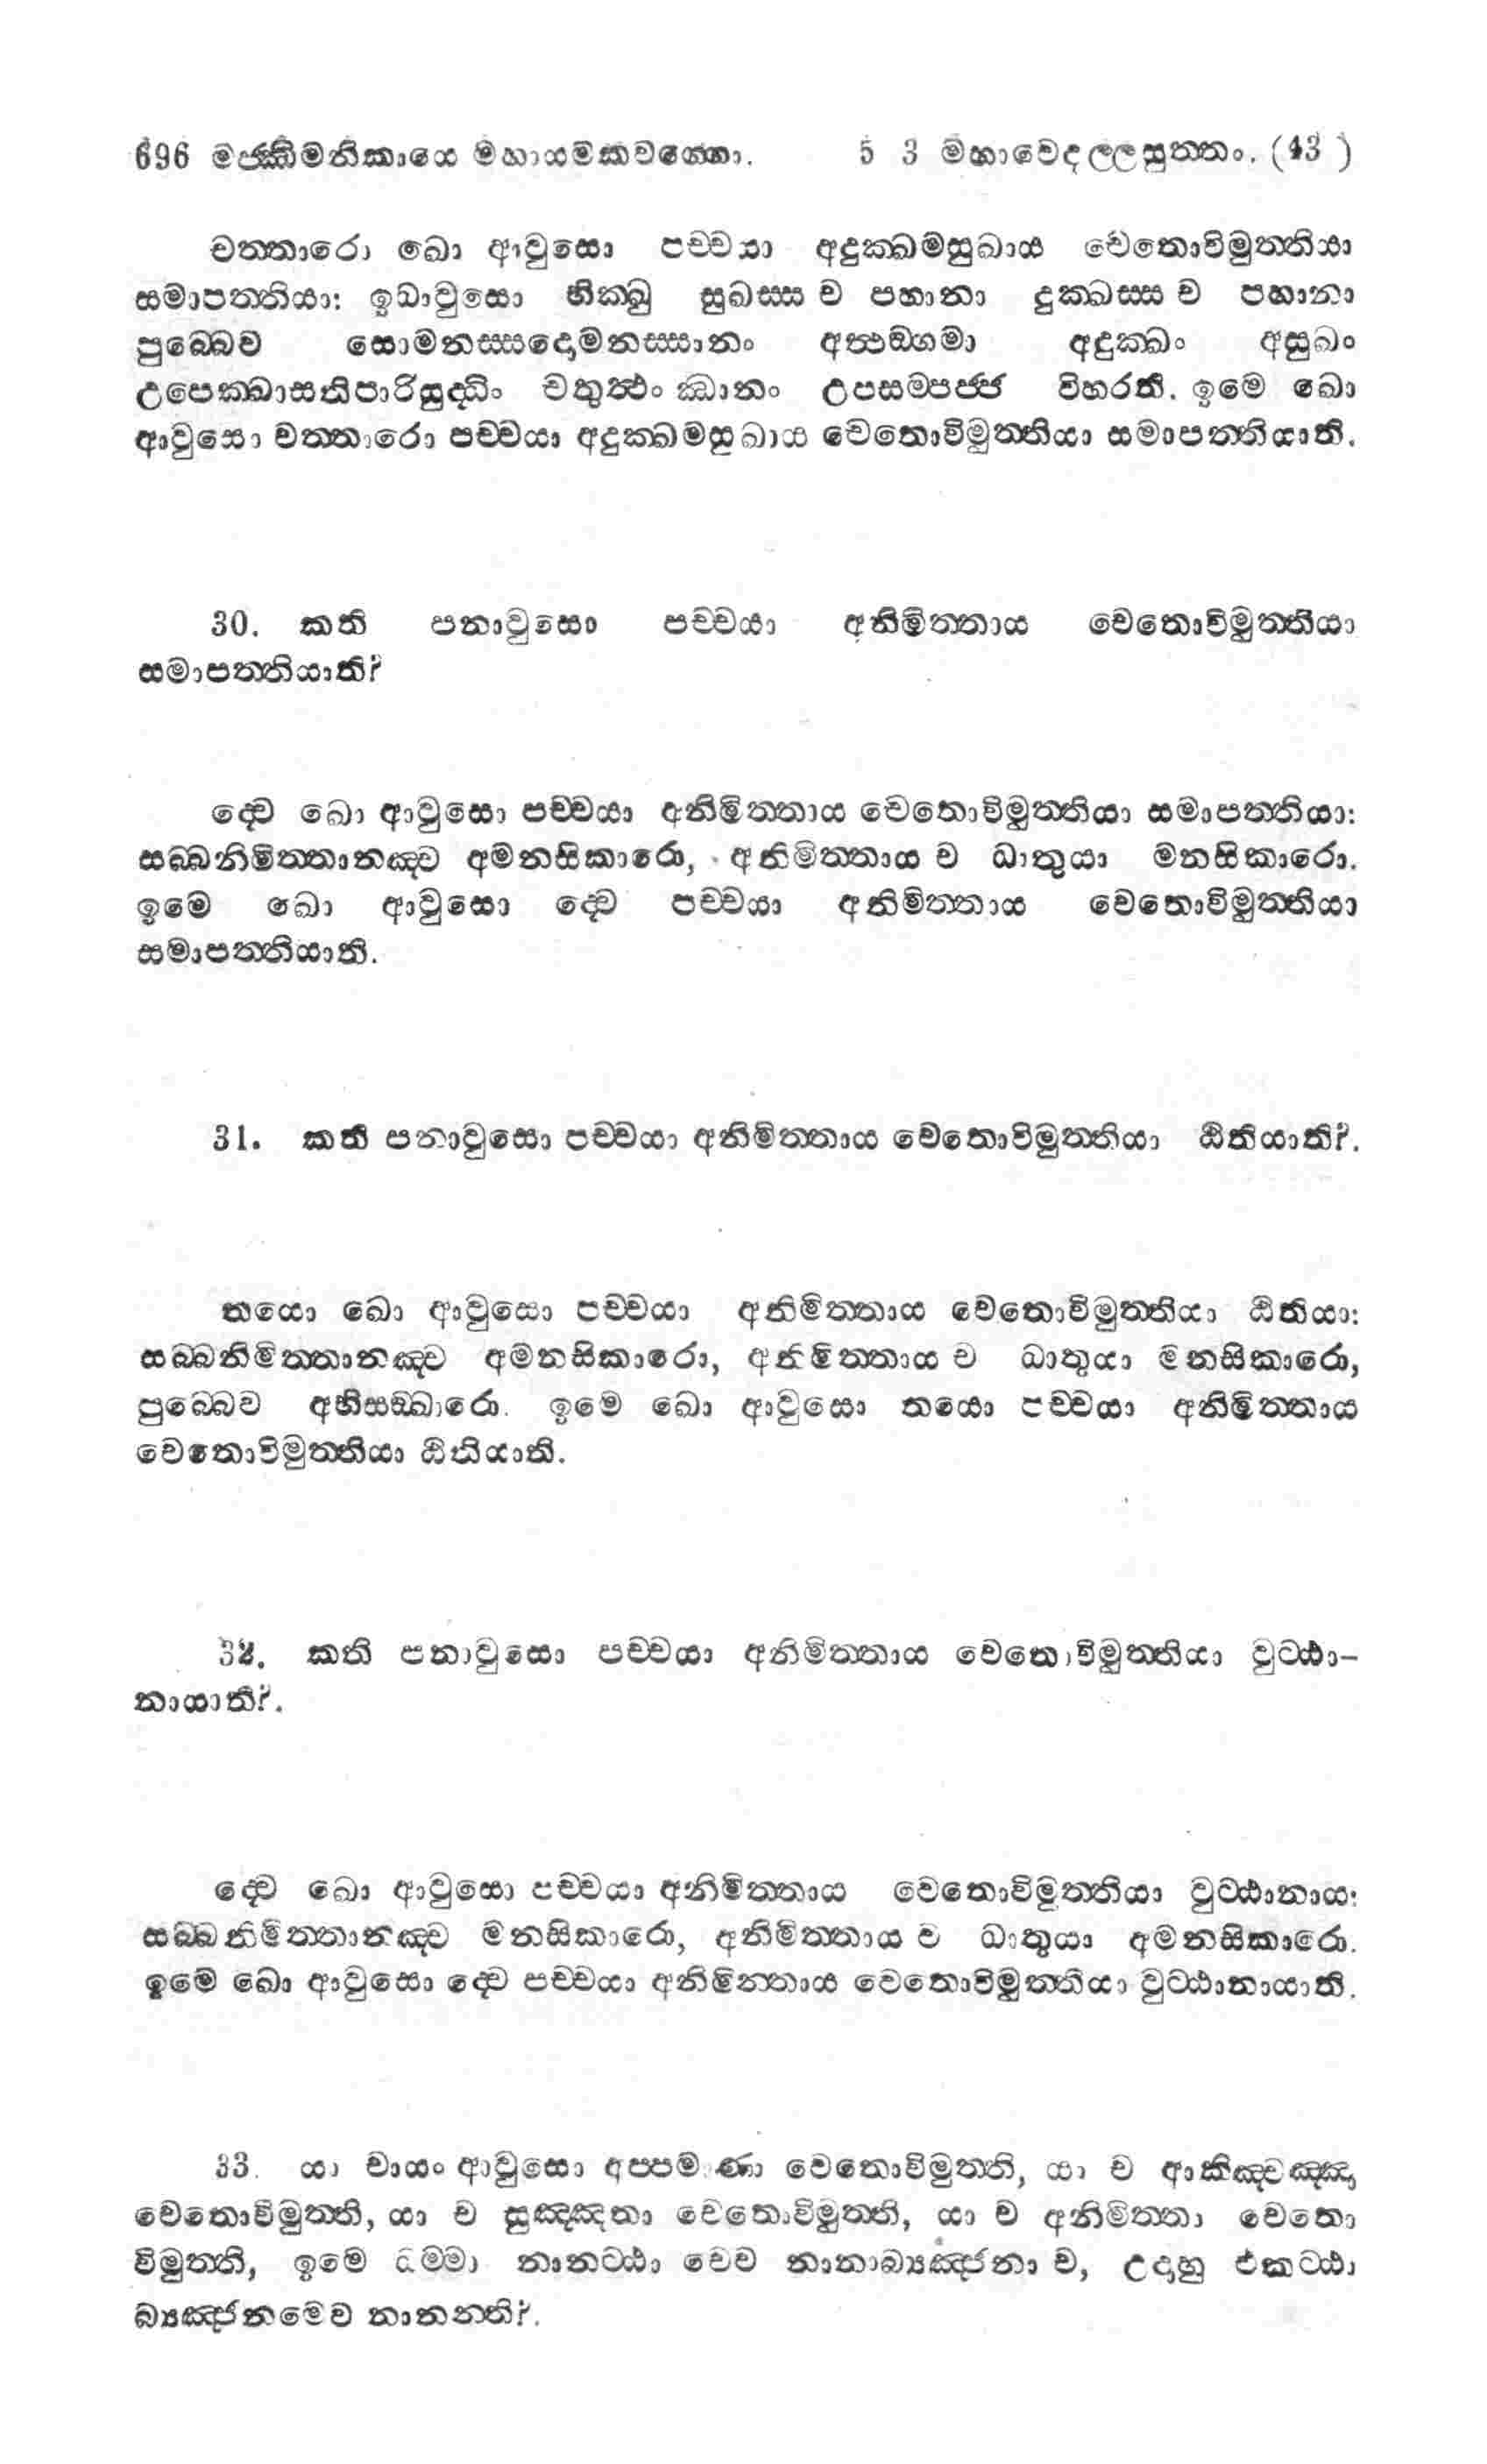 696 මජ්ඣිමනිකායෙ මහායමකවග්ගො. 5 3 මහාවෙදල්ලසුත්තං. (43 )
චත්තාරො ඛො ආවුසො පච්චයා අදුක්ඛමසුඛාය චෙතොවිමුත්තියා
සමාපත්තියා: ඉධාවුසො භික්ඛු සුඛස්ස ච පහානා දුක්ඛස්ස ච පහානා
පුබ්බෙව සොමනස්සදොමනස්සානං අත්ථඞ්ගමා අදුක්ඛං අසුඛං
උපෙක්ඛාසතිපාරිසුද්ධිං චතුත්ථං ඣානං උපසම්පජ්ජ විහරති. ඉමෙ ඛො
ආවුසො චත්තාරො පච්චයා අදුක්ඛමසුඛාය චෙතොවිමුත්තියා සමාපත්තියාති.
30. කති පනාවුසො පච්චයා අනිමිත්තාය චෙතොවිමුත්තියා
සමාපත්තියාති?
ද්වෙ ඛො ආවුසො පච්චයා අනිමිත්තාය චෙතොවිමුත්තියා සමාපත්තියා:
සබ්බනිමිත්තානඤ්ච අමනසිකාරො, අනිමිත්තාය ච ධාතුයා මනසිකාරො.
ඉමෙ ඛො ආවුසො ද්වෙ පච්චයා අනිමිත්තාය චෙතොවිමුත්තියා
සමාපත්තියාති.
31. කති පනාවුසො පච්චයා අනිමිත්තාය චෙතොවිමුත්තියා ඨිතියාති?.
තයො ඛො ආවුසො පච්චයා අනිමිත්තාය චෙතොවිමුත්තියා ඨිතියා:
සබ්බනිමිත්තානඤ්ච අමනසිකාරො, අනිමිත්තාය ච ධාතුයා මනසිකාරො,
පුබ්බෙව අභිසඞ්ඛාරො. ඉමෙ ඛො ආවුසො තයො පච්චයා අනිමිත්තාය
චෙතොවිමුත්තියා ඨිතියාති.
කති පනාවුසො පච්චයා අනිමිත්තාය චෙතොවිමුත්තියා වුට්ඨා-
නායාති?.
ද්වෙ ඛො ආවුසො පච්චයා අනිමිත්තාය චෙතොවිමුත්තියා වුට්ඨානාය:
සබ්බනිමිත්තානඤ්ච මනසිකාරො, අනිමිත්තාය ච ධාතුයා අමනසිකාරො.
ඉමෙ ඛො ආවුසො ද්වෙ පච්චයා අනිමිත්තාය චෙතොවිමුත්තියා වුට්ඨානායාති.
33. යා චායං ආවුසො අප්පමාණා චෙතොවිමුත්ති, යා ච ආකිඤ්චඤ්ඤා
චෙතොවිමුත්ති, යා ච සුඤ්ඤතා චෙතොවිමුත්ති, යා ච අනිමිත්තා චෙතො
විමුත්ති, ඉමෙ ධම්මා නානට්ඨා චෙව නානාබ්‍යඤ්ජනා ච, උදාහු එකට්ඨා
බ්‍යඤ්ජනමෙව නානන්ති?.